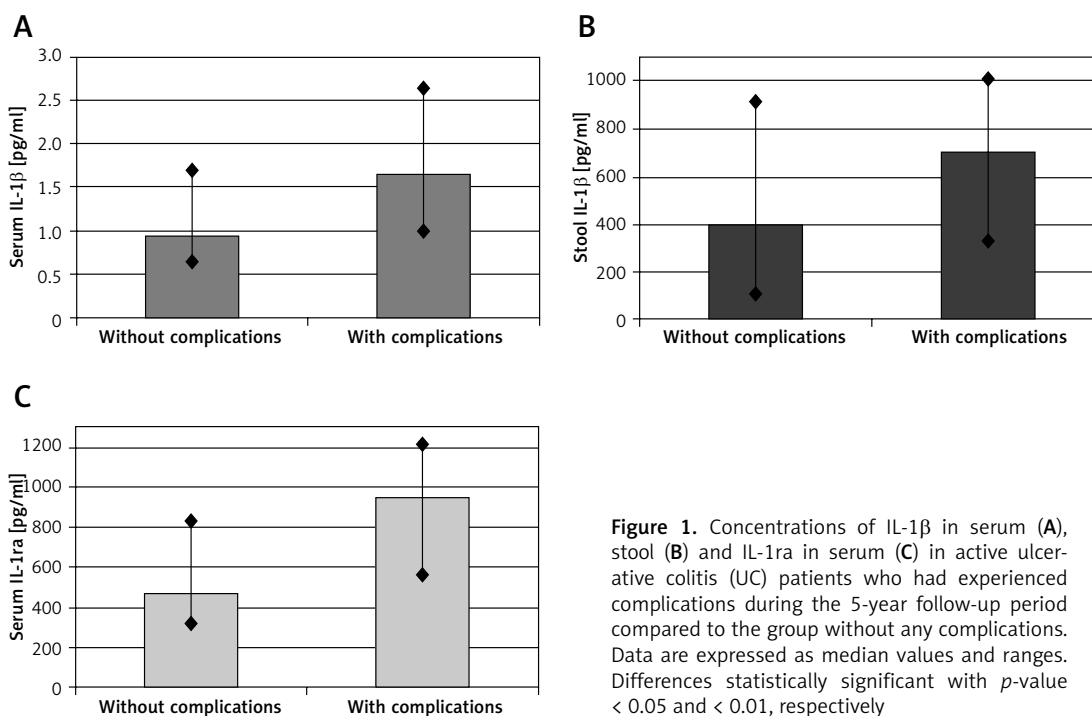 A
Serum IL-1β [pg/ml]
3.0
2.5
2.0
1.5
1.0
0.5
0
Without complications With complications
B
Stool IL-1β [pg/ml]
1000
800
600
400
200
0
Without complications With complications
C
Serum IL-1ra [pg/ml]
1200
1000
800
600
400
200
0
Without complications With complications
Figure 1. Concentrations of IL-1β in serum (A),
stool (B) and IL-1ra in serum (C) in active ulcer-
ative colitis (UC) patients who had experienced
complications during the 5-year follow-up period
compared to the group without any complications.
Data are expressed as median values and ranges.
Differences statistically significant with p-value
< 0.05 and < 0.01, respectively